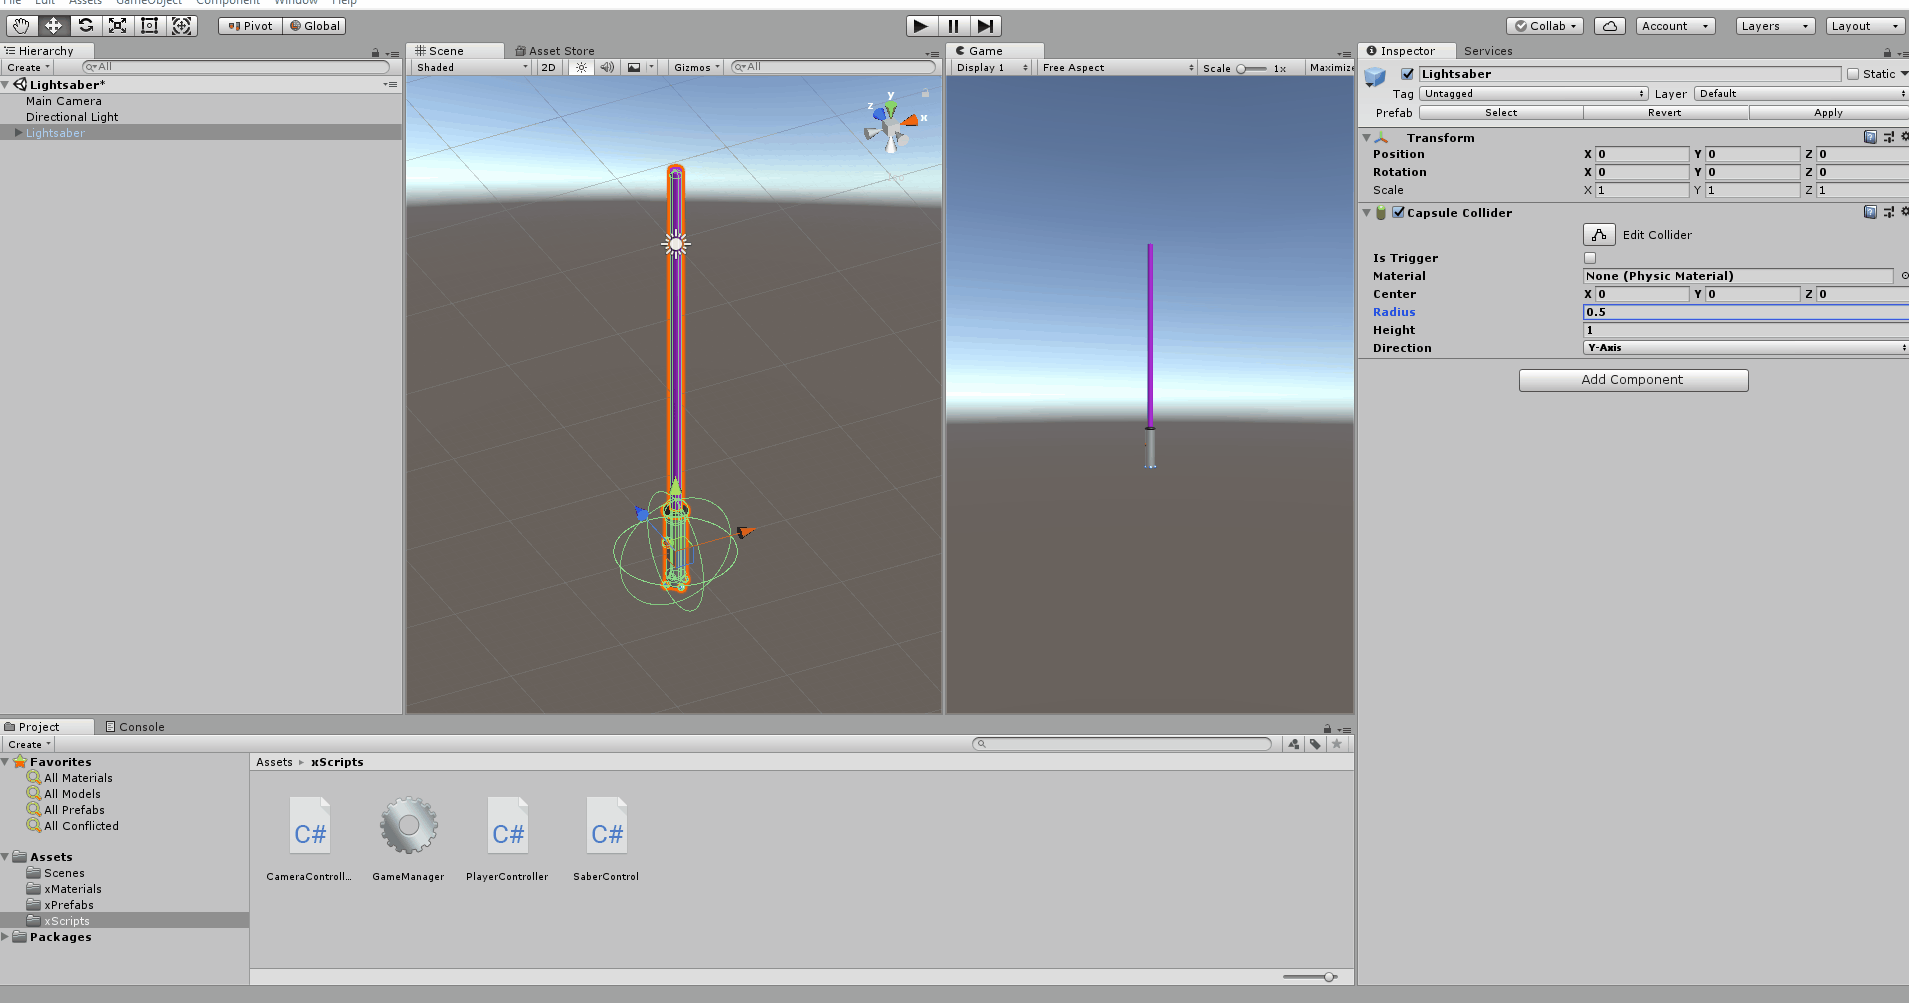 File Edit Assets GameObject Component Window Help
Pivot Global Collab Account Layers Layout
Hierarchy
Create All
Lightsaber*
Main Camera
Directional Light
Lightsaber
Scene Asset Store
Shaded 2D Gizmos All
y
z
x
Game
Display 1 Free Aspect Scale 1x Maximize
Inspector Services
Lightsaber Static
Tag Untagged Layer Default
Prefab Select Revert Apply
Transform
Position X 0 Y 0 Z 0
Rotation X 0 Y 0 Z 0
Scale X 1 Y 1 Z 1
Capsule Collider
Edit Collider
Is Trigger
Material None (Physic Material)
Center X 0 Y 0 Z 0
Radius 0.5
Height 1
Direction Y-Axis
Add Component
Project Console
Create
Favorites
All Materials
All Models
All Prefabs
All Conflicted
Assets
Scenes
xMaterials
xPrefabs
xScripts
Packages
Assets ▸ xScripts
C# C# C#
CameraControll... GameManager PlayerController SaberControl